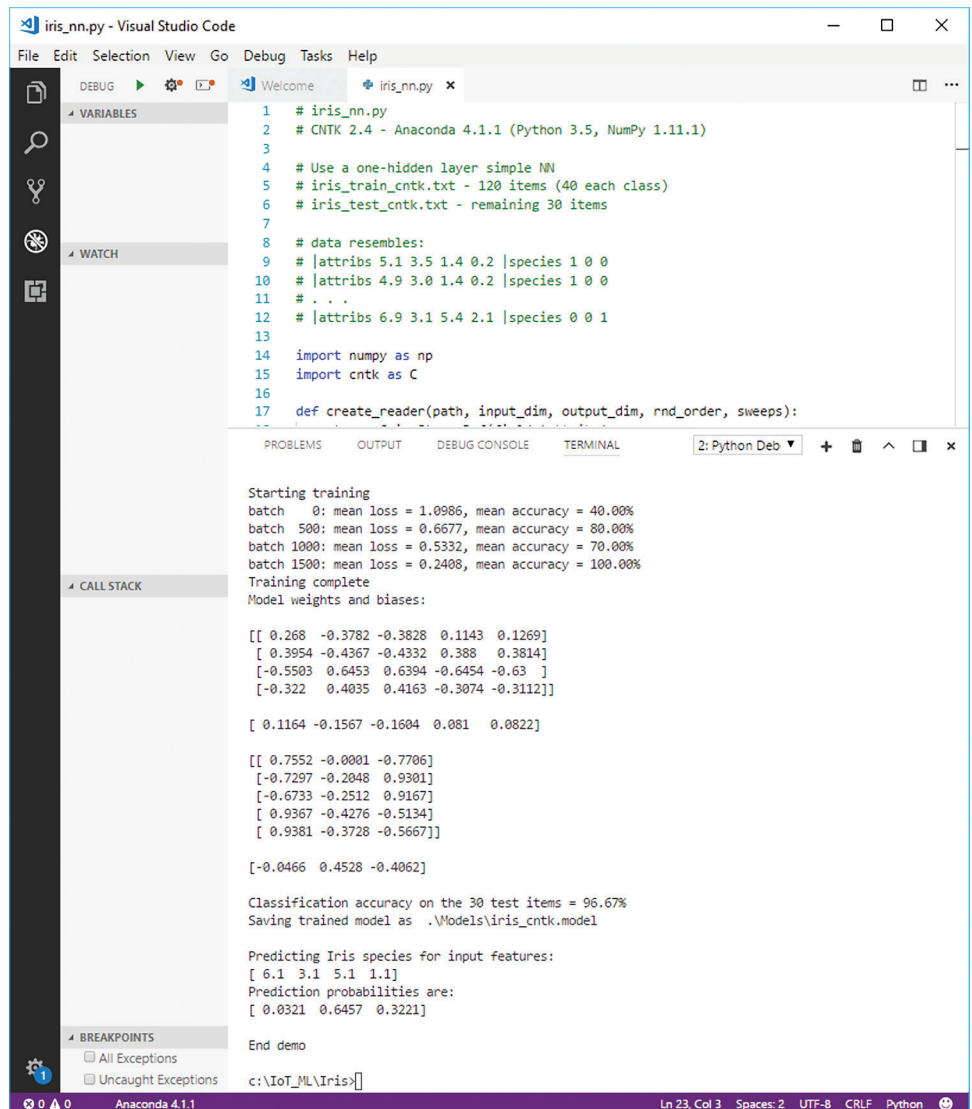 iris_nn.py - Visual Studio Code
File Edit Selection View Go Debug Tasks Help
DEBUG
Welcome
iris_nn.py
VARIABLES
WATCH
CALL STACK
BREAKPOINTS
All Exceptions
Uncaught Exceptions
1 # iris_nn.py
2 # CNTK 2.4 - Anaconda 4.1.1 (Python 3.5, NumPy 1.11.1)
3
4 # Use a one-hidden layer simple NN
5 # iris_train_cntk.txt - 120 items (40 each class)
6 # iris_test_cntk.txt - remaining 30 items
7
8 # data resembles:
9 # |attribs 5.1 3.5 1.4 0.2 |species 1 0 0
10 # |attribs 4.9 3.0 1.4 0.2 |species 1 0 0
11 # . . .
12 # |attribs 6.9 3.1 5.4 2.1 |species 0 0 1
13
14 import numpy as np
15 import cntk as C
16
17 def create_reader(path, input_dim, output_dim, rnd_order, sweeps):
PROBLEMS OUTPUT DEBUG CONSOLE TERMINAL 2: Python Deb
Starting training
batch    0: mean loss = 1.0986, mean accuracy = 40.00%
batch  500: mean loss = 0.6677, mean accuracy = 80.00%
batch 1000: mean loss = 0.5332, mean accuracy = 70.00%
batch 1500: mean loss = 0.2408, mean accuracy = 100.00%
Training complete
Model weights and biases:
[[ 0.268  -0.3782 -0.3828  0.1143  0.1269]
[ 0.3954 -0.4367 -0.4332  0.388   0.3814]
[-0.5503  0.6453  0.6394 -0.6454 -0.63  ]
[-0.322   0.4035  0.4163 -0.3074 -0.3112]]
[ 0.1164 -0.1567 -0.1604  0.081   0.0822]
[[ 0.7552 -0.0001 -0.7706]
[-0.7297 -0.2048  0.9301]
[-0.6733 -0.2512  0.9167]
[ 0.9367 -0.4276 -0.5134]
[ 0.9381 -0.3728 -0.5667]]
[-0.0466  0.4528 -0.4062]
Classification accuracy on the 30 test items = 96.67%
Saving trained model as  .\Models\iris_cntk.model
Predicting Iris species for input features:
[ 6.1  3.1  5.1  1.1]
Prediction probabilities are:
[ 0.0321  0.6457  0.3221]
End demo
c:\IoT_ML\Iris>
1
0 0 Anaconda 4.1.1 Ln 23, Col 3 Spaces: 2 UTF-8 CRLF Python